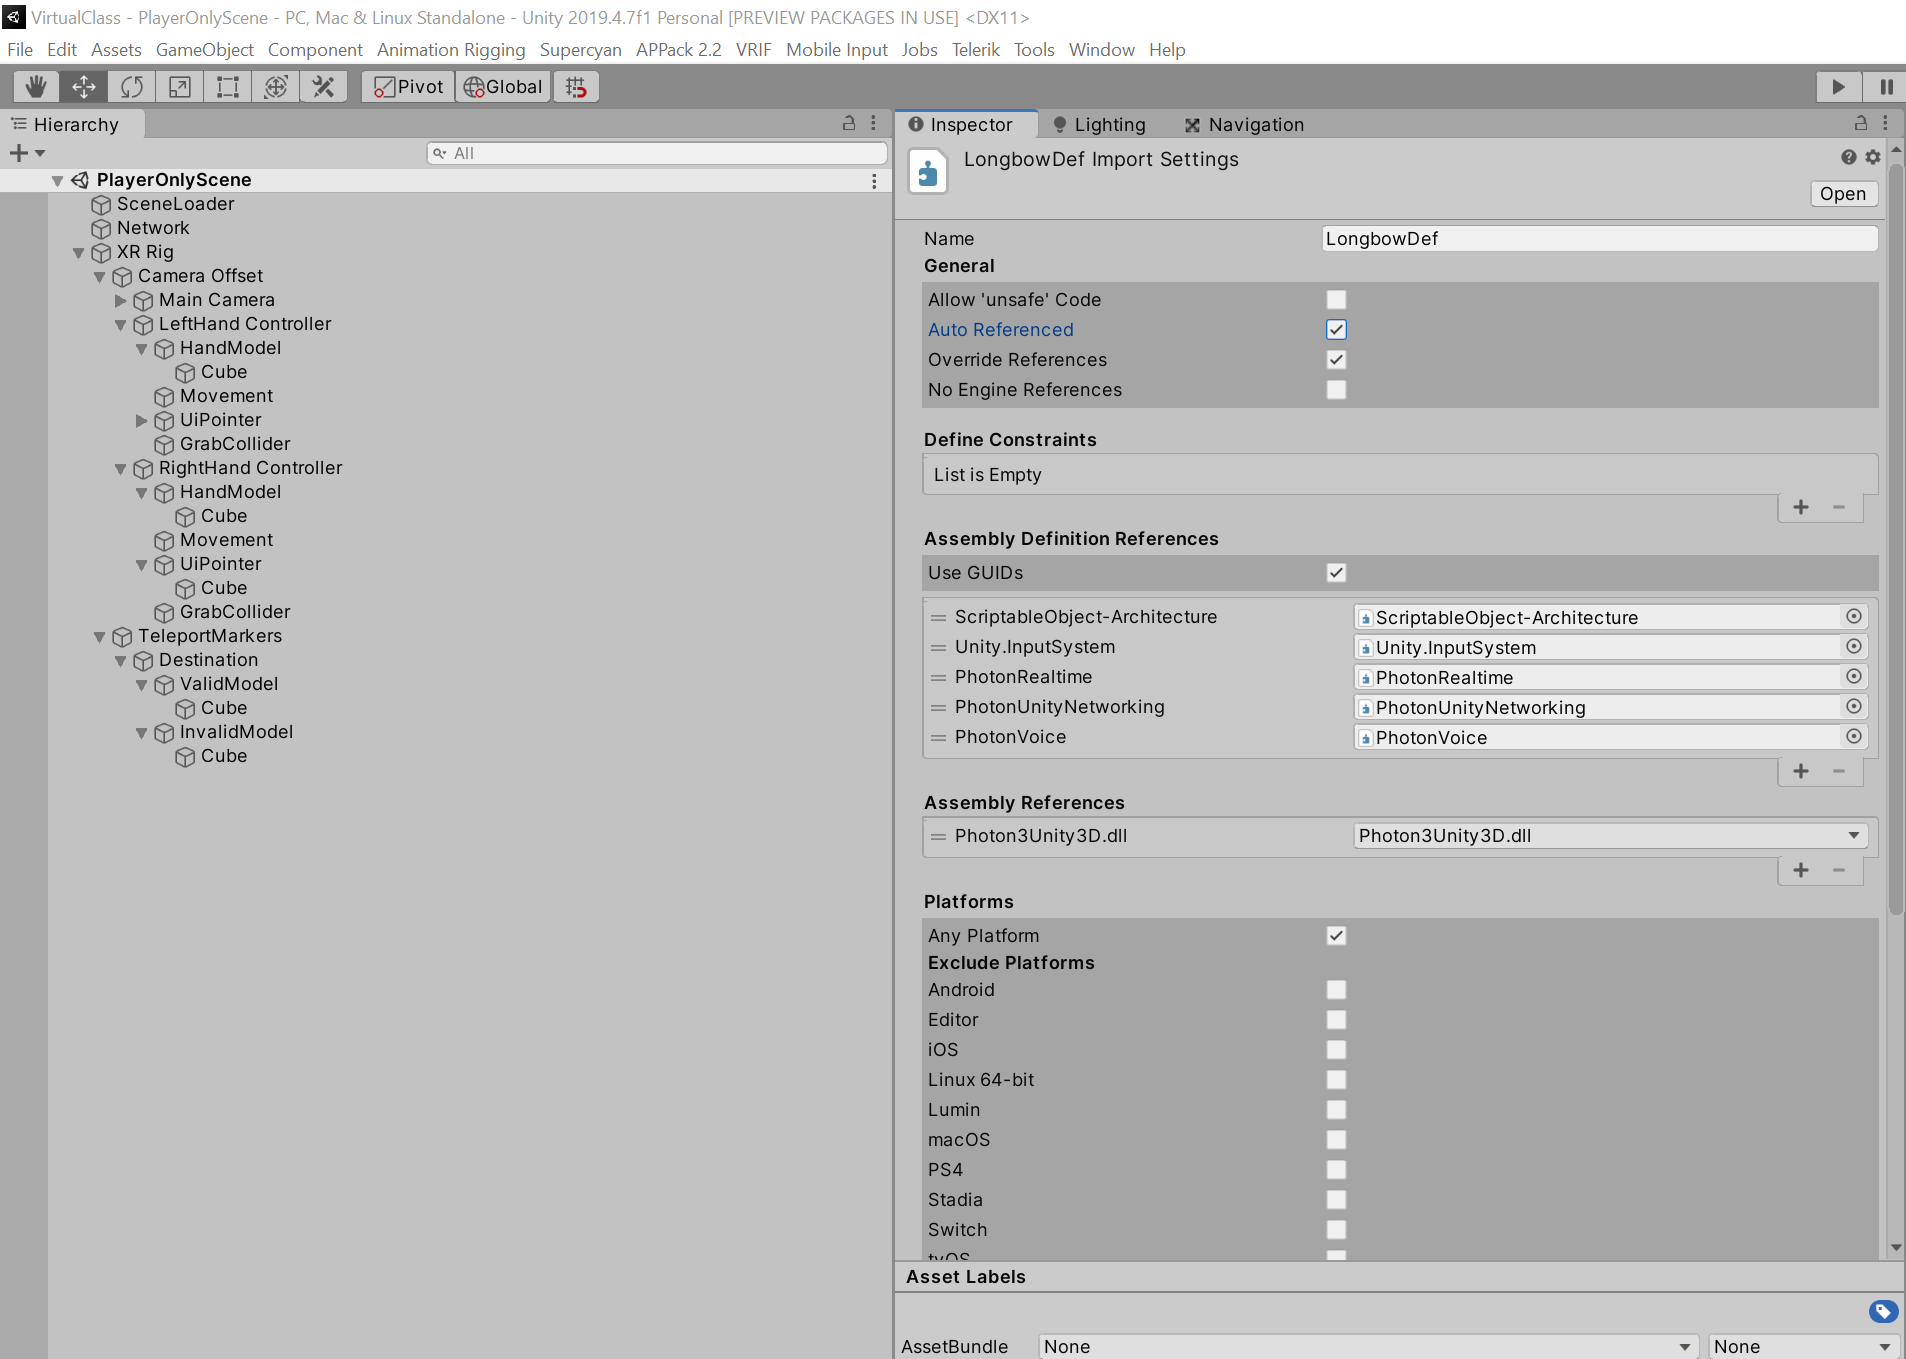 VirtualClass - PlayerOnlyScene - PC, Mac & Linux Standalone - Unity 2019.4.7f1 Personal [PREVIEW PACKAGES IN USE] <DX11>
File Edit Assets GameObject Component Animation Rigging Supercyan APPack 2.2 VRIF Mobile Input Jobs Telerik Tools Window Help
Pivot Global
Hierarchy
All
PlayerOnlyScene
SceneLoader
Network
XR Rig
Camera Offset
Main Camera
LeftHand Controller
HandModel
Cube
Movement
UiPointer
GrabCollider
RightHand Controller
HandModel
Cube
Movement
UiPointer
Cube
GrabCollider
TeleportMarkers
Destination
ValidModel
Cube
InvalidModel
Cube
Inspector Lighting Navigation
LongbowDef Import Settings
Open
Name LongbowDef
General
Allow 'unsafe' Code
Auto Referenced
Override References
No Engine References
Define Constraints
List is Empty
Assembly Definition References
Use GUIDs
ScriptableObject-Architecture ScriptableObject-Architecture
Unity.InputSystem Unity.InputSystem
PhotonRealtime PhotonRealtime
PhotonUnityNetworking PhotonUnityNetworking
PhotonVoice PhotonVoice
Assembly References
Photon3Unity3D.dll Photon3Unity3D.dll
Platforms
Any Platform
Exclude Platforms
Android
Editor
iOS
Linux 64-bit
Lumin
macOS
PS4
Stadia
Switch
tvOS
Asset Labels
AssetBundle None None